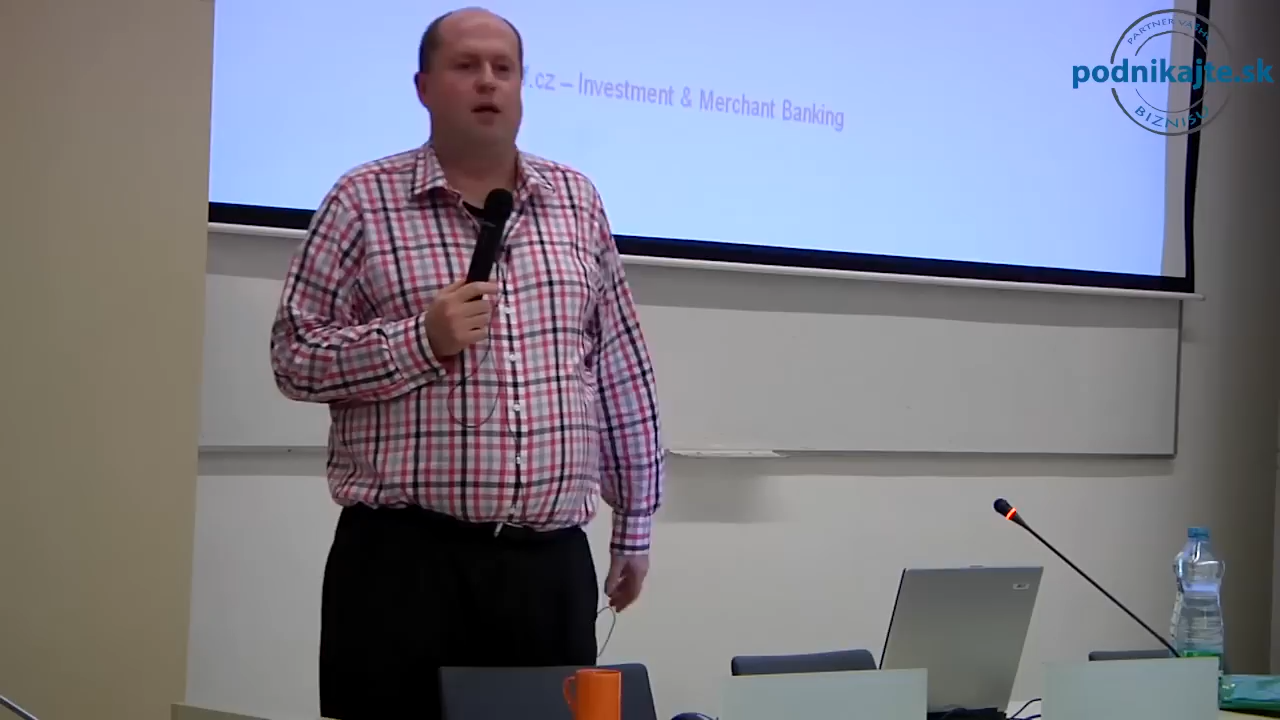 .cz – Investment & Merchant Banking
PARTNER VÁŠHO
podnikajte.sk
BIZNISU